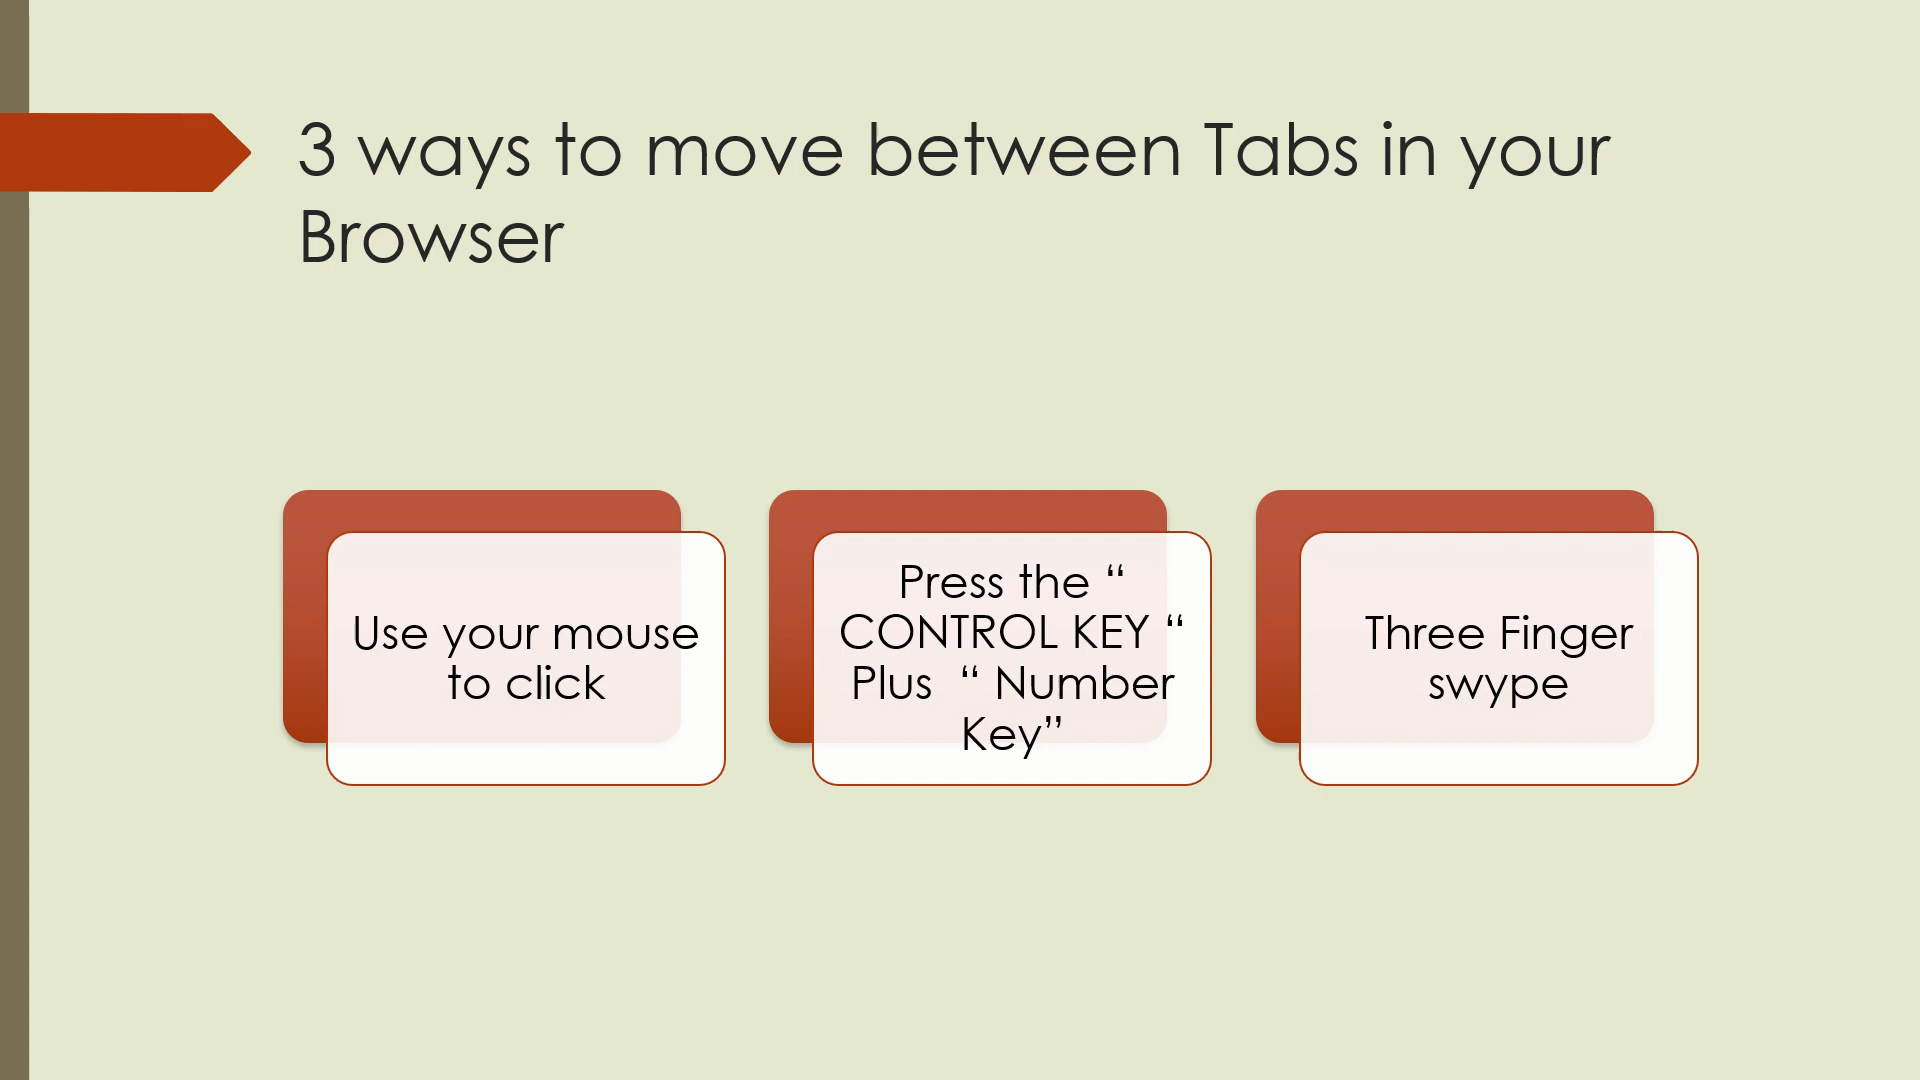 3 ways to move between Tabs in your
Browser
Use your mouse
to click
Press the “
CONTROL KEY “
Plus  “ Number
Key”
Three Finger
swype